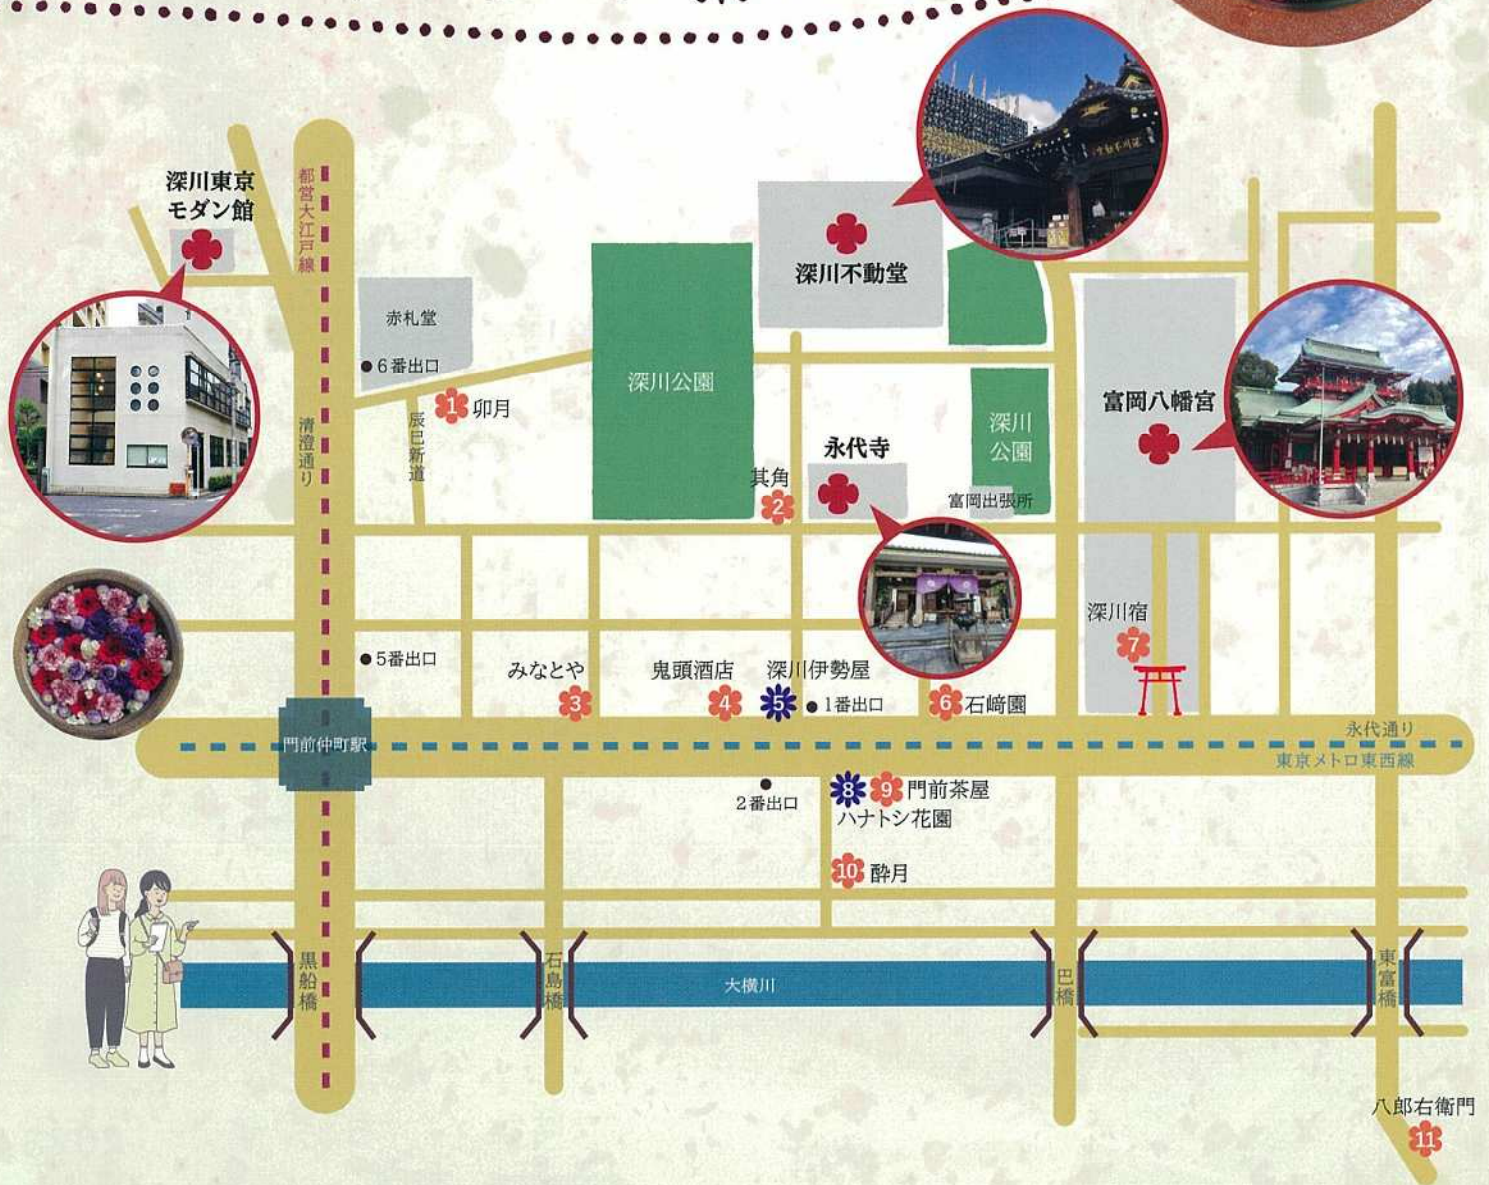 深川東京
モダン館
都営大江戸線
深川不動堂
赤札堂
6番出口
深川公園
1
卯月
辰巳新道
清澄通り
深川
公園
富岡八幡宮
永代寺
其角
2
富岡出張所
深川宿
7
5番出口
みなとや
3
鬼頭酒店
4
深川伊勢屋
5
1番出口
6
石﨑園
門前仲町駅
永代通り
東京メトロ東西線
2番出口
8
9
門前茶屋
ハナトシ花園
10
酔月
黒船橋
石島橋
大横川
巴橋
東富橋
八郎右衛門
11